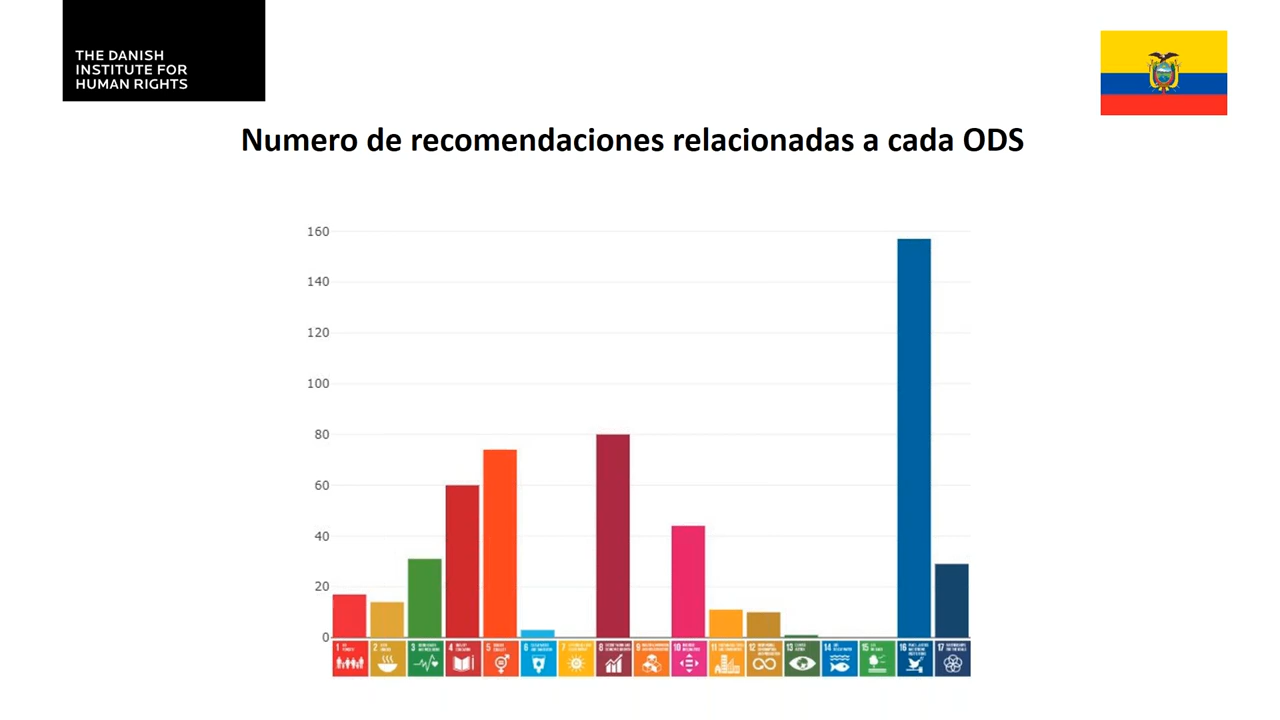 THE DANISH
INSTITUTE FOR
HUMAN RIGHTS
Numero de recomendaciones relacionadas a cada ODS
160
140
120
100
80
60
40
20
0
1 2 3 4 5 6 7 8 9 10 11 12 13 14 15 16 17